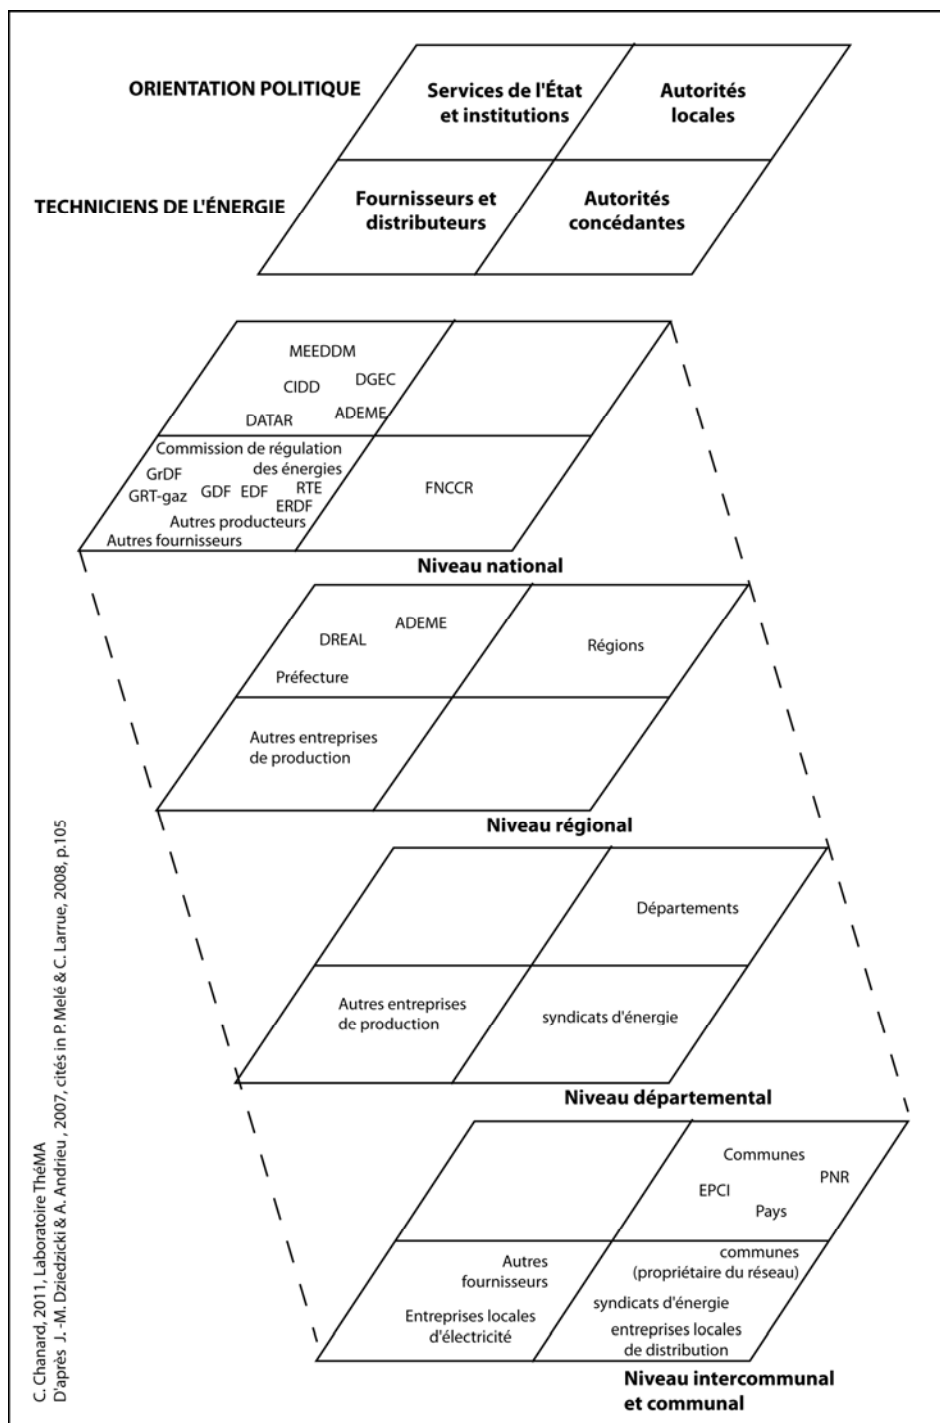 ORIENTATION POLITIQUE
Services de l'État
et institutions
Autorités
locales
TECHNICIENS DE L'ÉNERGIE
Fournisseurs et
distributeurs
Autorités
concédantes
MEEDDM
CIDD
DGEC
DATAR
ADEME
Commission de régulation
des énergies
GrDF
GRT-gaz
GDF
EDF
RTE
ERDF
Autres producteurs
Autres fournisseurs
FNCCR
Niveau national
DREAL
ADEME
Préfecture
Régions
Autres entreprises
de production
Niveau régional
Départements
Autres entreprises
de production
syndicats d'énergie
Niveau départemental
Communes
PNR
EPCI
Pays
Autres
fournisseurs
Entreprises locales
d'électricité
communes
(propriétaire du réseau)
syndicats d'énergie
entreprises locales
de distribution
Niveau intercommunal
et communal
C. Chanard, 2011, Laboratoire ThéMA
D'après J.-M. Dziedzicki & A. Andrieu, 2007, cités in P. Melé & C. Larrue, 2008, p.105